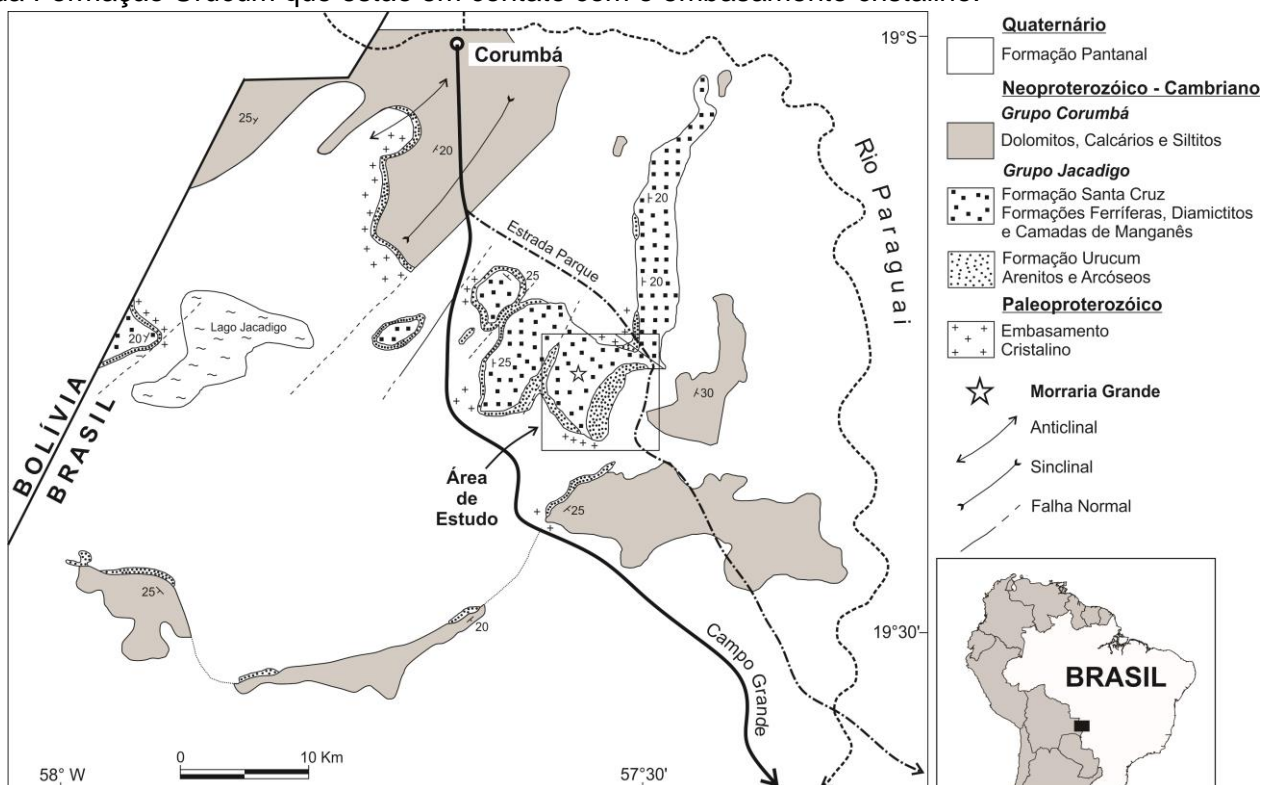 da Formação Urucum que estão em contato com o embasamento cristalino.
Corumbá
19°S
25
20
Rio Paraguai
Estrada Parque
20
25
20
Lago Jacadigo
20
25
30
BOLÍVIA
BRASIL
Área
de
Estudo
25
25
20
Campo Grande
19°30'
0 10 Km
58° W
57°30'
Quaternário
Formação Pantanal
Neoproterozóico - Cambriano
Grupo Corumbá
Dolomitos, Calcários e Siltitos
Grupo Jacadigo
Formação Santa Cruz
Formações Ferríferas, Diamictitos
e Camadas de Manganês
Formação Urucum
Arenitos e Arcóseos
Paleoproterozóico
Embasamento
Cristalino
Morraria Grande
Anticlinal
Sinclinal
Falha Normal
BRASIL